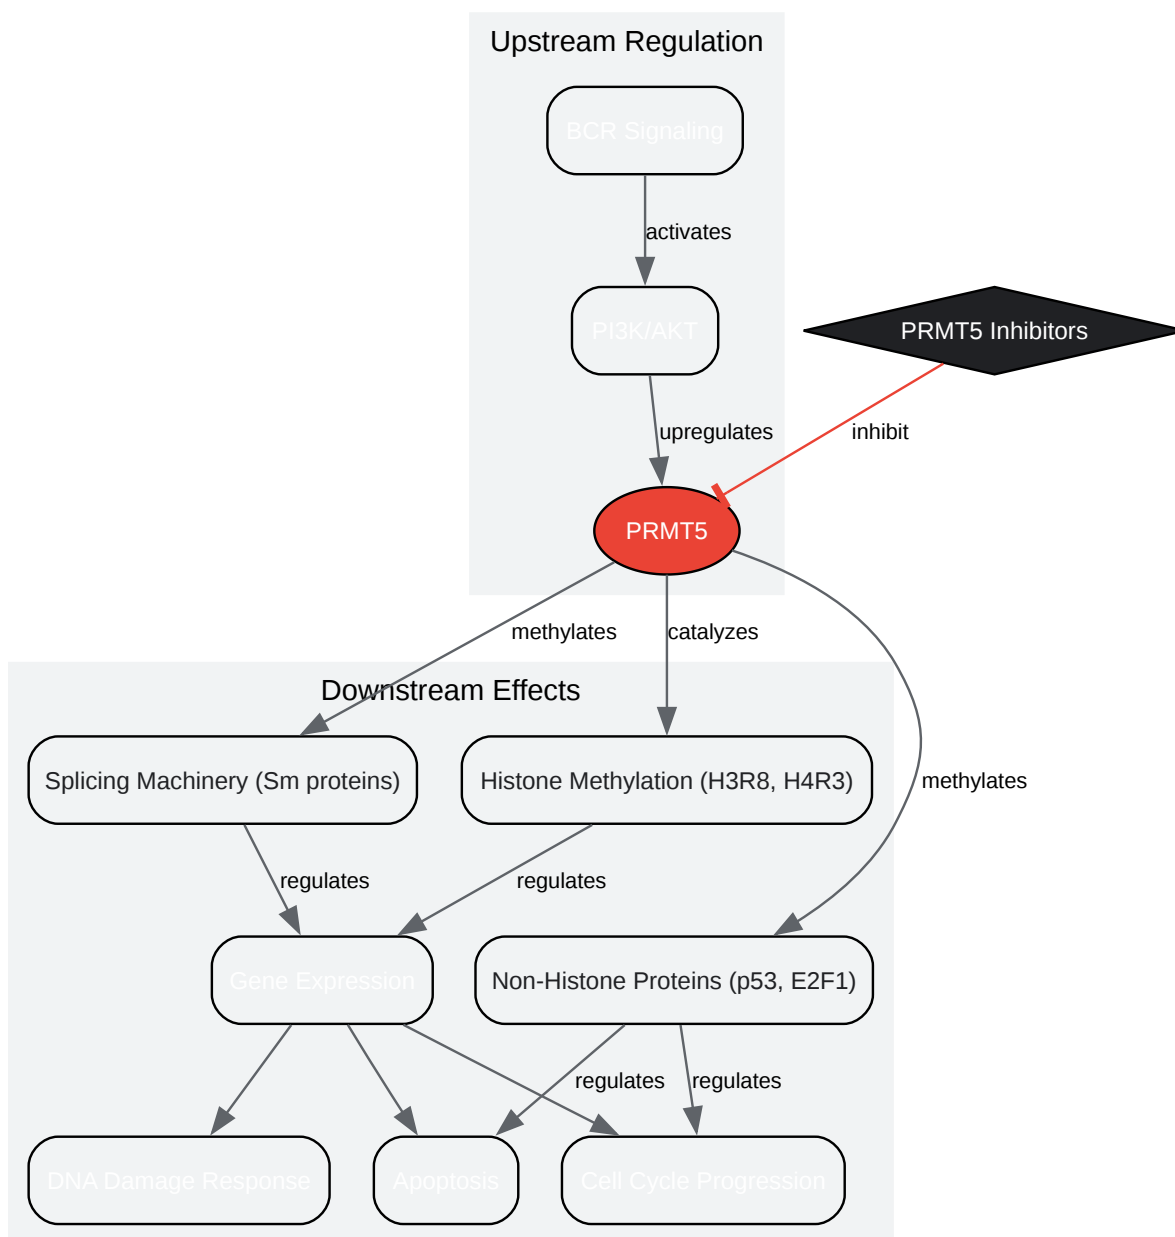 Upstream Regulation
BCR Signaling
activates
PI3K/AKT
PRMT5 Inhibitors
upregulates
inhibit
PRMT5
methylates
catalyzes
Downstream Effects
Splicing Machinery (Sm proteins)
Histone Methylation (H3R8, H4R3)
methylates
regulates
regulates
Gene Expression
Non-Histone Proteins (p53, E2F1)
regulates
regulates
DNA Damage Response
Apoptosis
Cell Cycle Progression